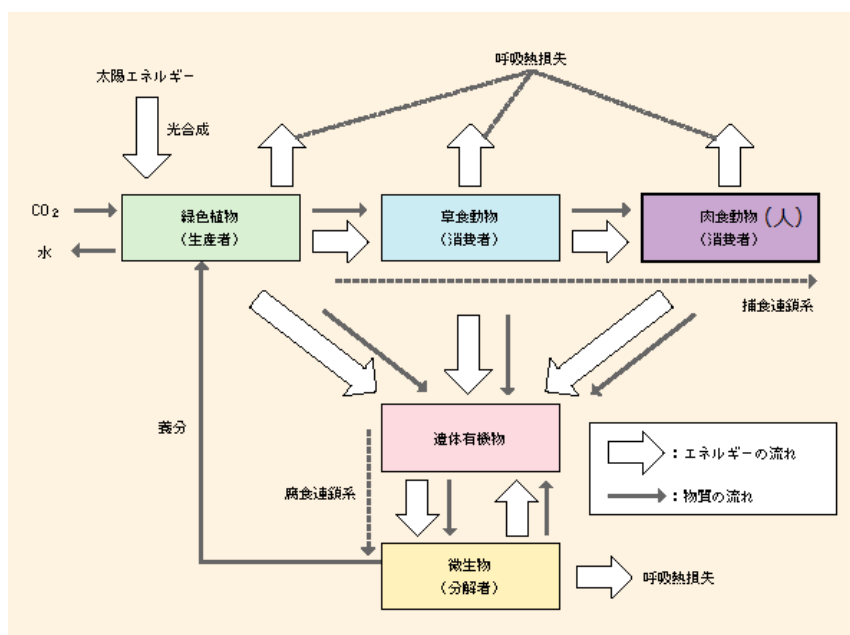 呼吸熱損失
太陽エネルギー
光合成
CO₂
水
緑色植物
(生産者)
草食動物
(消費者)
肉食動物(人)
(消費者)
捕食連鎖系
養分
遺体有機物
腐食連鎖系
:エネルギーの流れ
:物質の流れ
微生物
(分解者)
呼吸熱損失